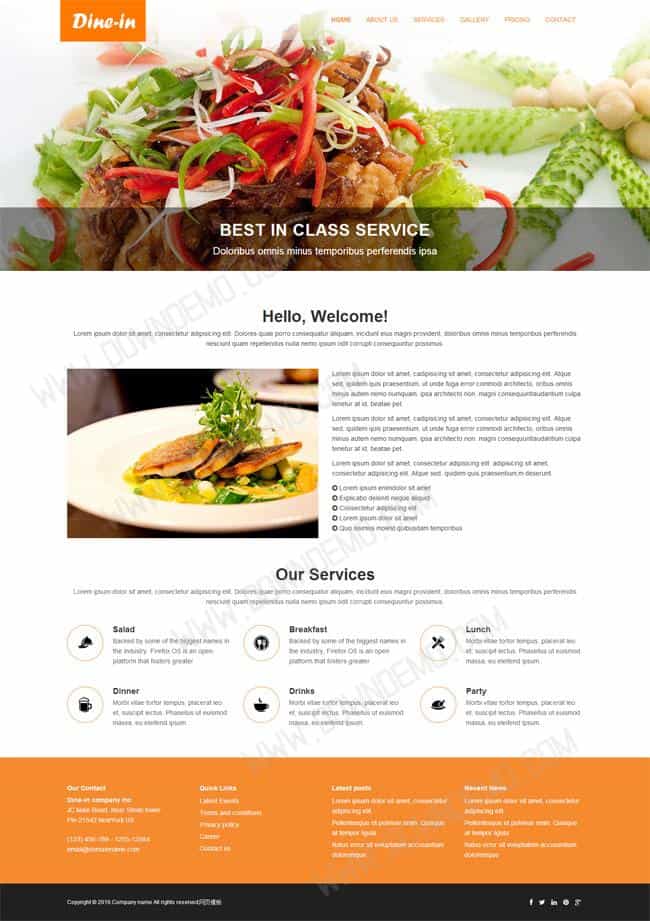 Dine-in
HOME ABOUT US SERVICES GALLERY PRICING CONTACT
BEST IN CLASS SERVICE
Doloribus omnis minus temporibus perferendis ipsa
Hello, Welcome!
Lorem ipsum dolor sit amet, consectetur adipisicing elit. Dolores quae porro consequatur aliquam, incidunt eius magni provident, doloribus omnis minus temporibus perferendis
nesciunt quam repellendus nulla nemo ipsum odit corrupti consequuntur possimus
Lorem ipsum dolor sit amet, cadipisicing sit amet, consectetur adipisicing elit. Atque
sed, quidem quis praesentium, ut unde fuga error commodi architecto, oribus omnis
minus animi nemo numquam, ipsa architecto non, magni consequuntlaudantium cum
tenetur at id, beatae pet.
Lorem ipsum dolor sit amet, cadipisicing sit amet, consectetur adipisicing elit. Atque
sed, quidem quis praesentium, ut unde fuga error commodi architecto,
minus animi nemo numquam, ipsa architecto non, magni consequuntlaudantium cum
tenetur at id, beatae pet.
Lorem ipsum dolor sit amet, consectetur adipisicing elit. adipisicing sit amet,
consectetur adipisicing elit. Atque sed, quidem quis praesentium,m deserunt.
Lorem ipsum enimdolor sit amet
Explicabo deleniti neque aliquid
Consectetur adipisicing elit
Lorem ipsum dolor sit amet
Quo issimos molest quibusdam temporibus
Our Services
Lorem ipsum dolor sit amet, consectetur adipisicing elit. Dolores quae porro consequatur aliquam, incidunt eius magni provident, doloribus omnis minus temporibus perferendis
nesciunt quam repellendus nulla nemo ipsum odit corrupti consequuntur possimus
Salad
Backed by some of the biggest names in
the industry, Firefox OS is an open
platform that fosters greater
Breakfast
Backed by some of the biggest names in
the industry, Firefox OS is an open
platform that fosters greater
Lunch
Morbi vitae tortor tempus, placerat leo
et, suscipit lectus. Phasellus ut euismod
massa, eu eleifend ipsum.
Dinner
Morbi vitae tortor tempus, placerat leo
et, suscipit lectus. Phasellus ut euismod
massa, eu eleifend ipsum.
Drinks
Morbi vitae tortor tempus, placerat leo
et, suscipit lectus. Phasellus ut euismod
massa, eu eleifend ipsum.
Party
Morbi vitae tortor tempus, placerat leo
et, suscipit lectus. Phasellus ut euismod
massa, eu eleifend ipsum.
Our Contact
Dine-in company inc
JC Main Road, Near Silnile tower
Pin-21542 NewYork US.
(123) 456-789 - 1255-12584
email@domainname.com
Quick Links
Latest Events
Terms and conditions
Privacy policy
Career
Contact us
Latest posts
Lorem ipsum dolor sit amet, consectetur
adipiscing elit.
Pellentesque et pulvinar enim. Quisque
at tempor ligula
Natus error sit voluptatem accusantium
doloremque
Recent News
Lorem ipsum dolor sit amet, consectetur
adipiscing elit.
Pellentesque et pulvinar enim. Quisque
at tempor ligula
Natus error sit voluptatem accusantium
doloremque
Copyright © 2016.Company name All rights reserved.网页模板
WWW.DOWNDEMO.COM
WWW.DOWNDEMO.COM
WWW.DOWNDEMO.COM
WWW.DOWNDEMO.COM